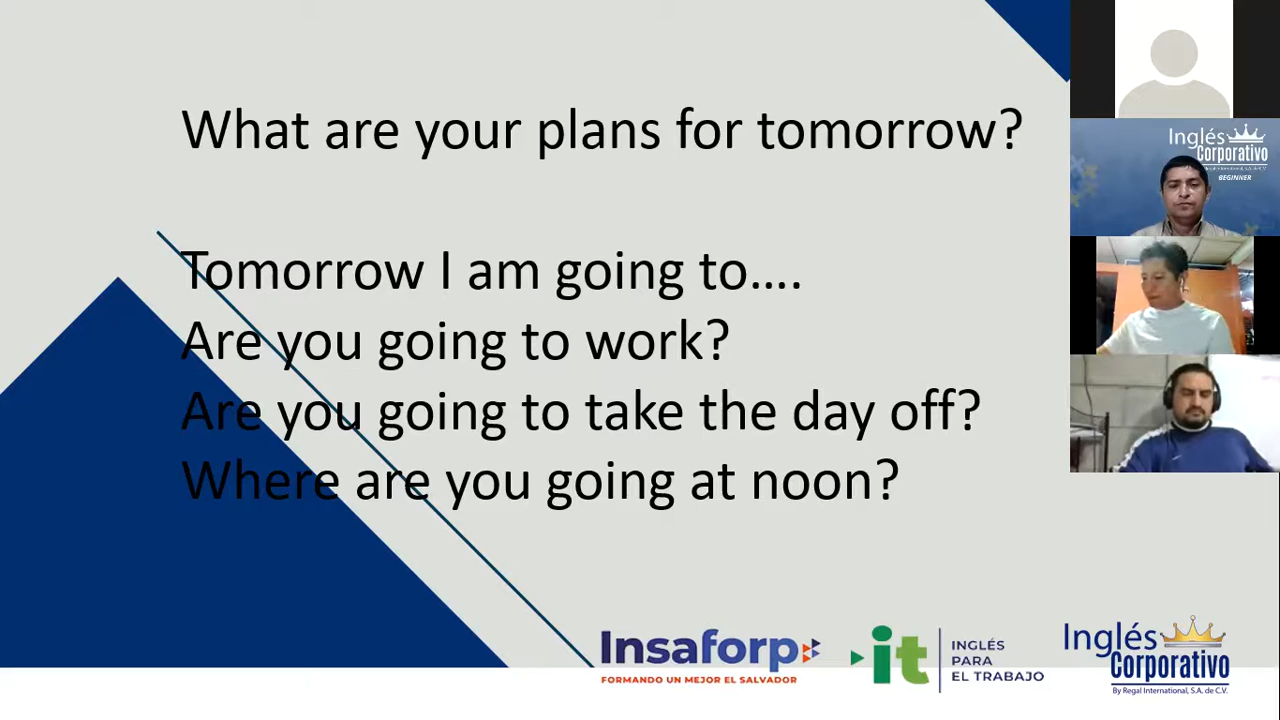 What are your plans for tomorrow?
Tomorrow I am going to....
Are you going to work?
Are you going to take the day off?
Where are you going at noon?
Inglés
Corporativo
BEGINNER
Insaforp
FORMANDO UN MEJOR EL SALVADOR
it
INGLÉS
PARA
EL TRABAJO
Inglés
Corporativo
By Regal International, S.A. de C.V.